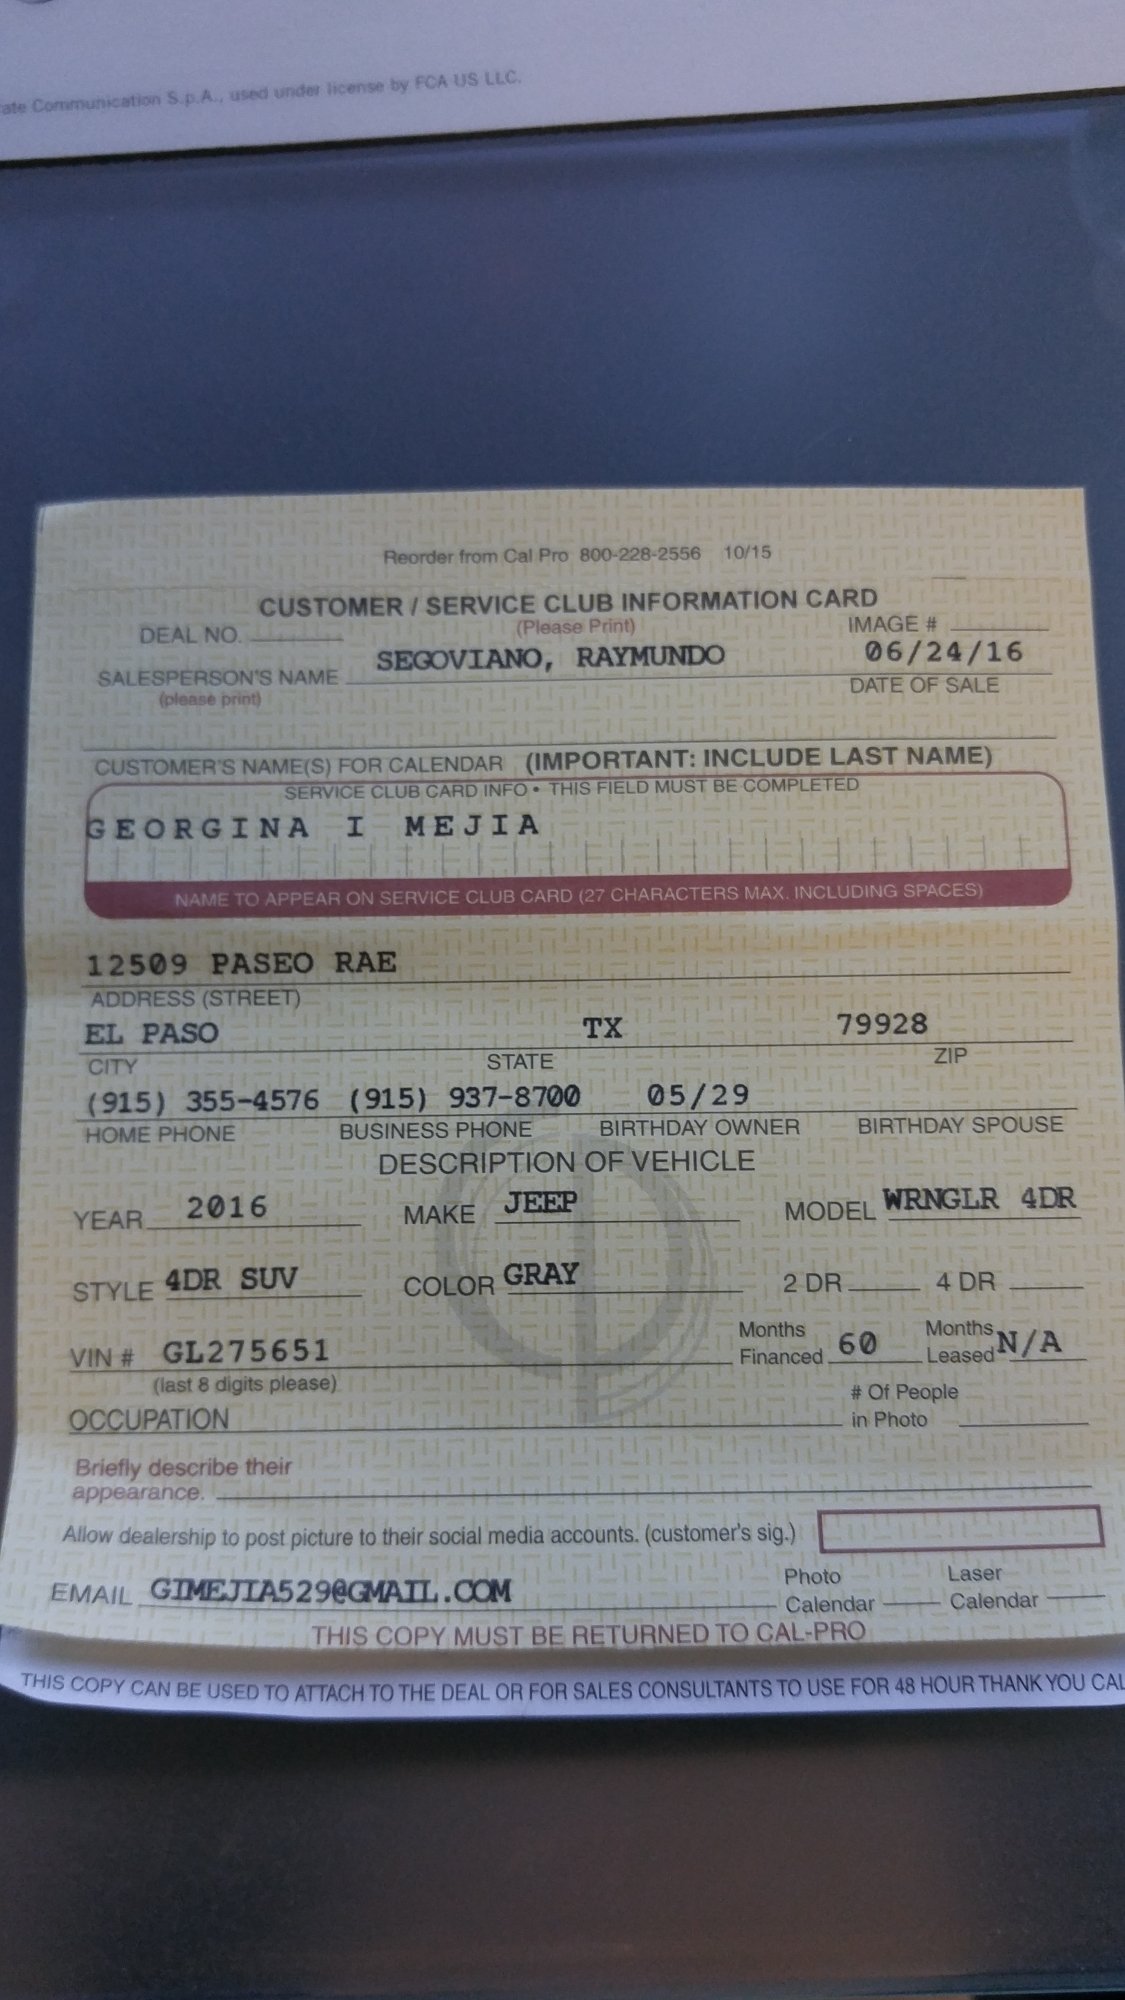 ate Communication S.p.A., used under license by FCA US LLC.
Reorder from Cal Pro 800-228-2556 10/15
CUSTOMER / SERVICE CLUB INFORMATION CARD
DEAL NO. (Please Print) IMAGE #
SALESPERSON'S NAME SEGOVIANO, RAYMUNDO 06/24/16
(please print) DATE OF SALE
CUSTOMER'S NAME(S) FOR CALENDAR (IMPORTANT: INCLUDE LAST NAME)
SERVICE CLUB CARD INFO • THIS FIELD MUST BE COMPLETED
GEORGINA I MEJIA
NAME TO APPEAR ON SERVICE CLUB CARD (27 CHARACTERS MAX. INCLUDING SPACES)
12509 PASEO RAE
ADDRESS (STREET)
EL PASO TX 79928
CITY STATE ZIP
(915) 355-4576 (915) 937-8700 05/29
HOME PHONE BUSINESS PHONE BIRTHDAY OWNER BIRTHDAY SPOUSE
DESCRIPTION OF VEHICLE
YEAR 2016 MAKE JEEP MODEL WRNGLR 4DR
STYLE 4DR SUV COLOR GRAY 2 DR 4 DR
VIN # GL275651 Months Financed 60 Months Leased N/A
(last 8 digits please)
OCCUPATION # Of People in Photo
Briefly describe their
appearance.
Allow dealership to post picture to their social media accounts. (customer's sig.)
EMAIL GIMEJIA529@GMAIL.COM Photo Calendar Laser Calendar
THIS COPY MUST BE RETURNED TO CAL-PRO
THIS COPY CAN BE USED TO ATTACH TO THE DEAL OR FOR SALES CONSULTANTS TO USE FOR 48 HOUR THANK YOU CAL